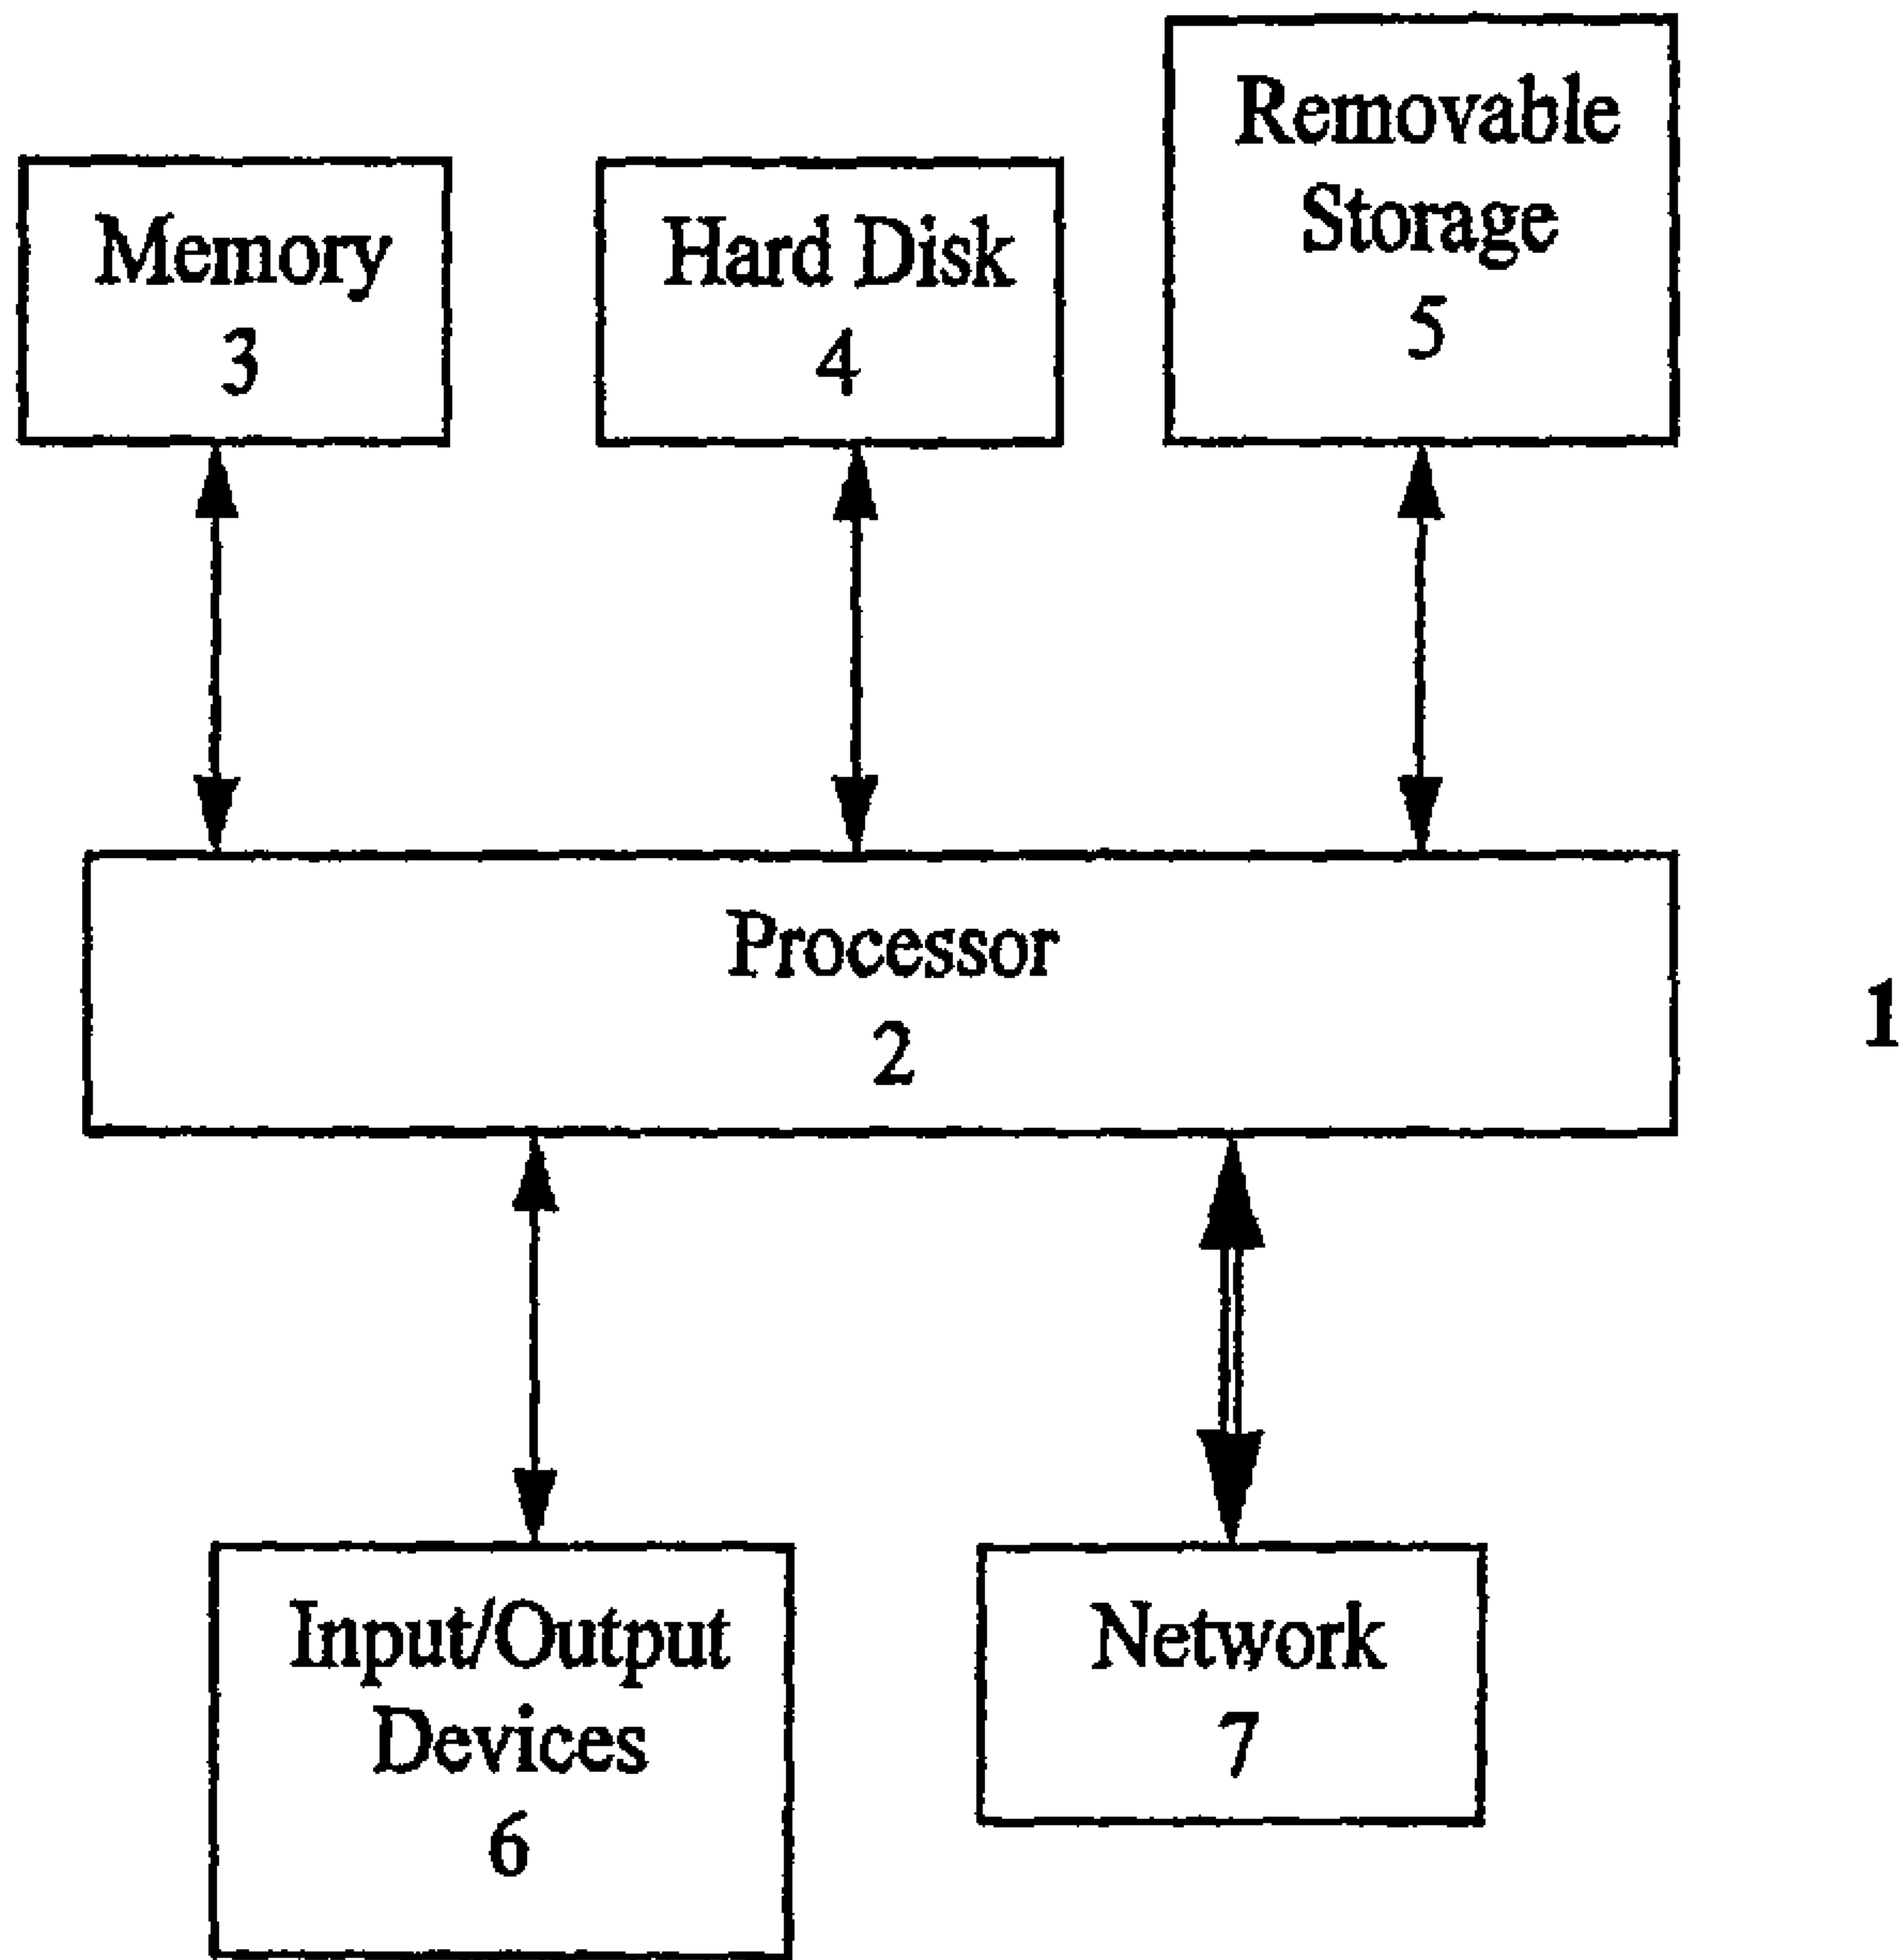 Removable
Storage
5
Memory
3
Hard Disk
4
Processor
2
1
Input/Output
Devices
6
Network
7